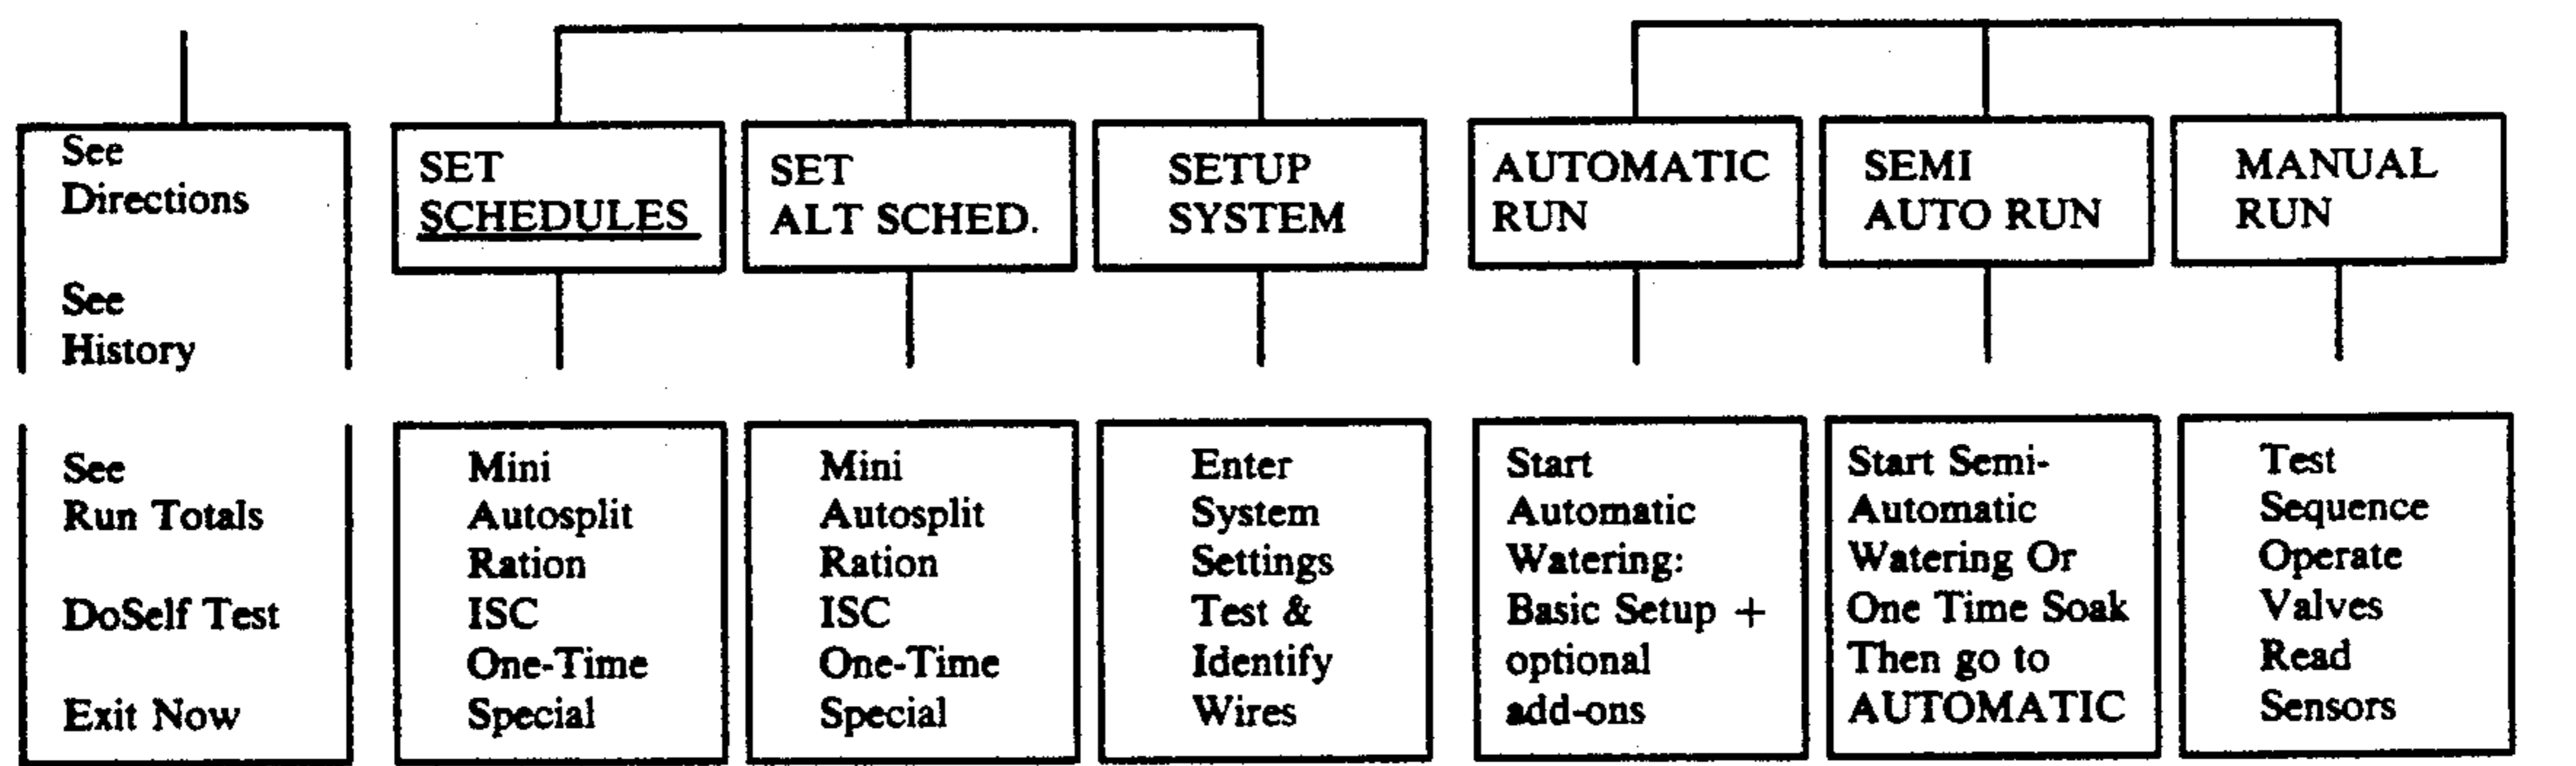 See
Directions
See
History
See
Run Totals
DoSelf Test
Exit Now
SET
SCHEDULES
Mini
Autosplit
Ration
ISC
One-Time
Special
SET
ALT SCHED.
Mini
Autosplit
Ration
ISC
One-Time
Special
SETUP
SYSTEM
Enter
System
Settings
Test &
Identify
Wires
AUTOMATIC
RUN
Start
Automatic
Watering:
Basic Setup +
optional
add-ons
SEMI
AUTO RUN
Start Semi-
Automatic
Watering Or
One Time Soak
Then go to
AUTOMATIC
MANUAL
RUN
Test
Sequence
Operate
Valves
Read
Sensors